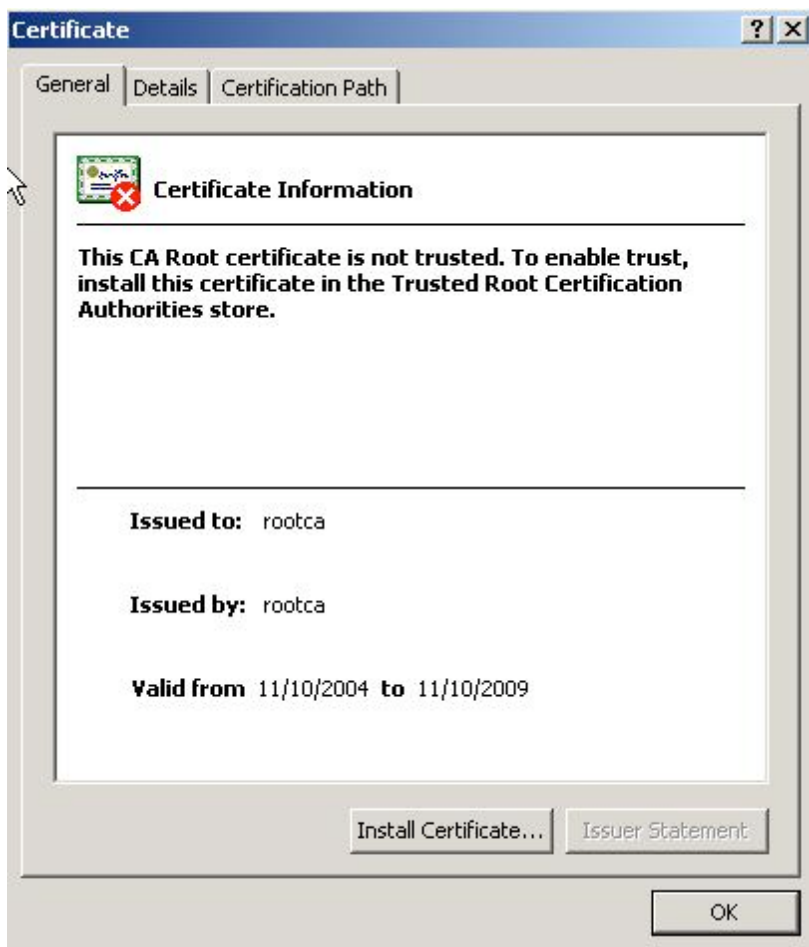 Certificate
General
Details
Certification Path
Certificate Information
This CA Root certificate is not trusted. To enable trust,
install this certificate in the Trusted Root Certification
Authorities store.
Issued to: rootca
Issued by: rootca
Valid from 11/10/2004 to 11/10/2009
Install Certificate...
Issuer Statement
OK